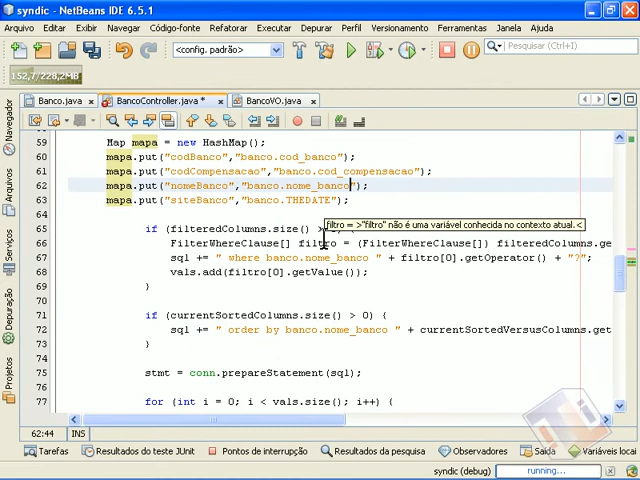 syndic - NetBeans IDE 6.5.1
Arquivo Editar Exibir Navegar Código-fonte Refatorar Executar Depurar Perfil Versionamento Ferramentas Janela Ajuda
<config. padrão>
Pesquisar (Ctrl+I)
152,7/228,2MB
Banco.java x BancoController.java * x BancoVO.java x
Navegador
Arquivos
Depuração
Projetos
59 Map mapa = new HashMap();
60 mapa.put("codBanco","banco.cod_banco");
61 mapa.put("codCompensacao","banco.cod_compensacao");
62 mapa.put("nomeBanco","banco.nome_banco");
63 mapa.put("siteBanco","banco.THEDATE");
64
filtro = >"filtro" não é uma variável conhecida no contexto atual.<
65 if (filteredColumns.size() >
66 FilterWhereClause[] filtro = (FilterWhereClause[]) filteredColumns.ge
67 sql += " where banco.nome_banco " + filtro[0].getOperator() + "?";
68 vals.add(filtro[0].getValue());
69 }
70
71 if (currentSortedColumns.size() > 0) {
72 sql += " order by banco.nome_banco " + currentSortedVersusColumns.get
73 }
74
75 stmt = conn.prepareStatement(sql);
76
77 for (int i = 0; i < vals.size(); i++) {
62:44 INS
Tarefas Resultados do teste JUnit Pontos de interrupção Resultados da pesquisa Observadores Saída Variáveis locai
syndic (debug) running...